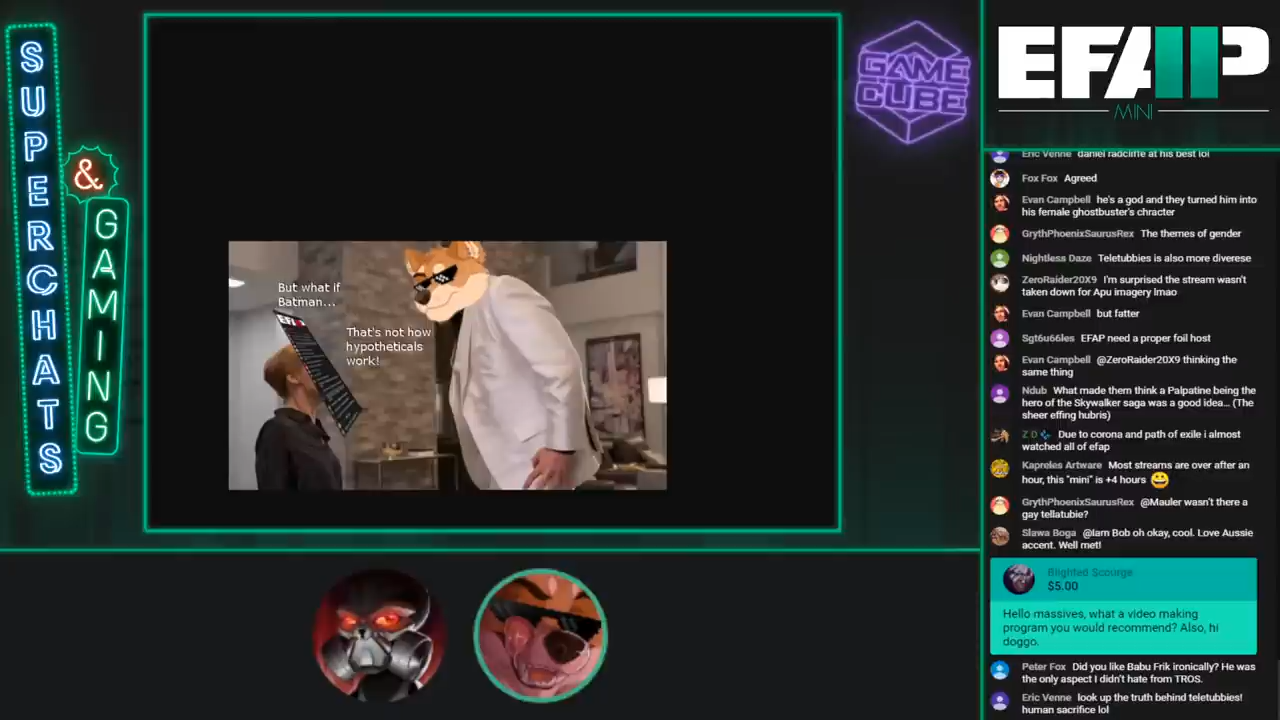 SUPERCHATS
&
GAMING
But what if
Batman...
EFAP
That's not how
hypotheticals
work!
GAME
CUBE
EFAP
MINI
Eric Venne daniel radcliffe at his best lol
Fox Fox Agreed
Evan Campbell he's a god and they turned him into
his female ghostbuster's chracter
GrythPhoenixSaurusRex The themes of gender
Nightless Daze Teletubbies is also more diverese
ZeroRaider20X9 I'm surprised the stream wasn't
taken down for Apu imagery lmao
Evan Campbell but fatter
Sgt6u66les EFAP need a proper foil host
Evan Campbell @ZeroRaider20X9 thinking the
same thing
Ndub What made them think a Palpatine being the
hero of the Skywalker saga was a good idea... (The
sheer effing hubris)
Z D Due to corona and path of exile i almost
watched all of efap
Kapreles Artware Most streams are over after an
hour, this "mini" is +4 hours
GrythPhoenixSaurusRex @Mauler wasn't there a
gay tellatubie?
Slawa Boga @Iam Bob oh okay, cool. Love Aussie
accent. Well met!
Blighted Scourge
$5.00
Hello massives, what a video making
program you would recommend? Also, hi
doggo.
Peter Fox Did you like Babu Frik ironically? He was
the only aspect I didn't hate from TROS.
Eric Venne look up the truth behind teletubbies!
human sacrifice lol